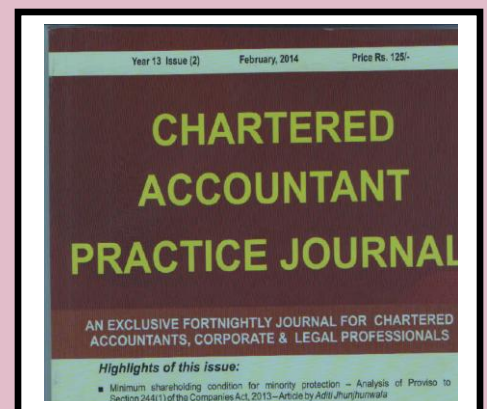 Year 13 Issue (2) February, 2014 Price Rs. 125/-
CHARTERED
ACCOUNTANT
PRACTICE JOURNAL
AN EXCLUSIVE FORTNIGHTLY JOURNAL FOR CHARTERED
ACCOUNTANTS, CORPORATE & LEGAL PROFESSIONALS
Highlights of this issue:
■ Minimum shareholding condition for minority protection – Analysis of Proviso to
Section 244(1) of the Companies Act, 2013–Article by Aditi Jhunjhunwala